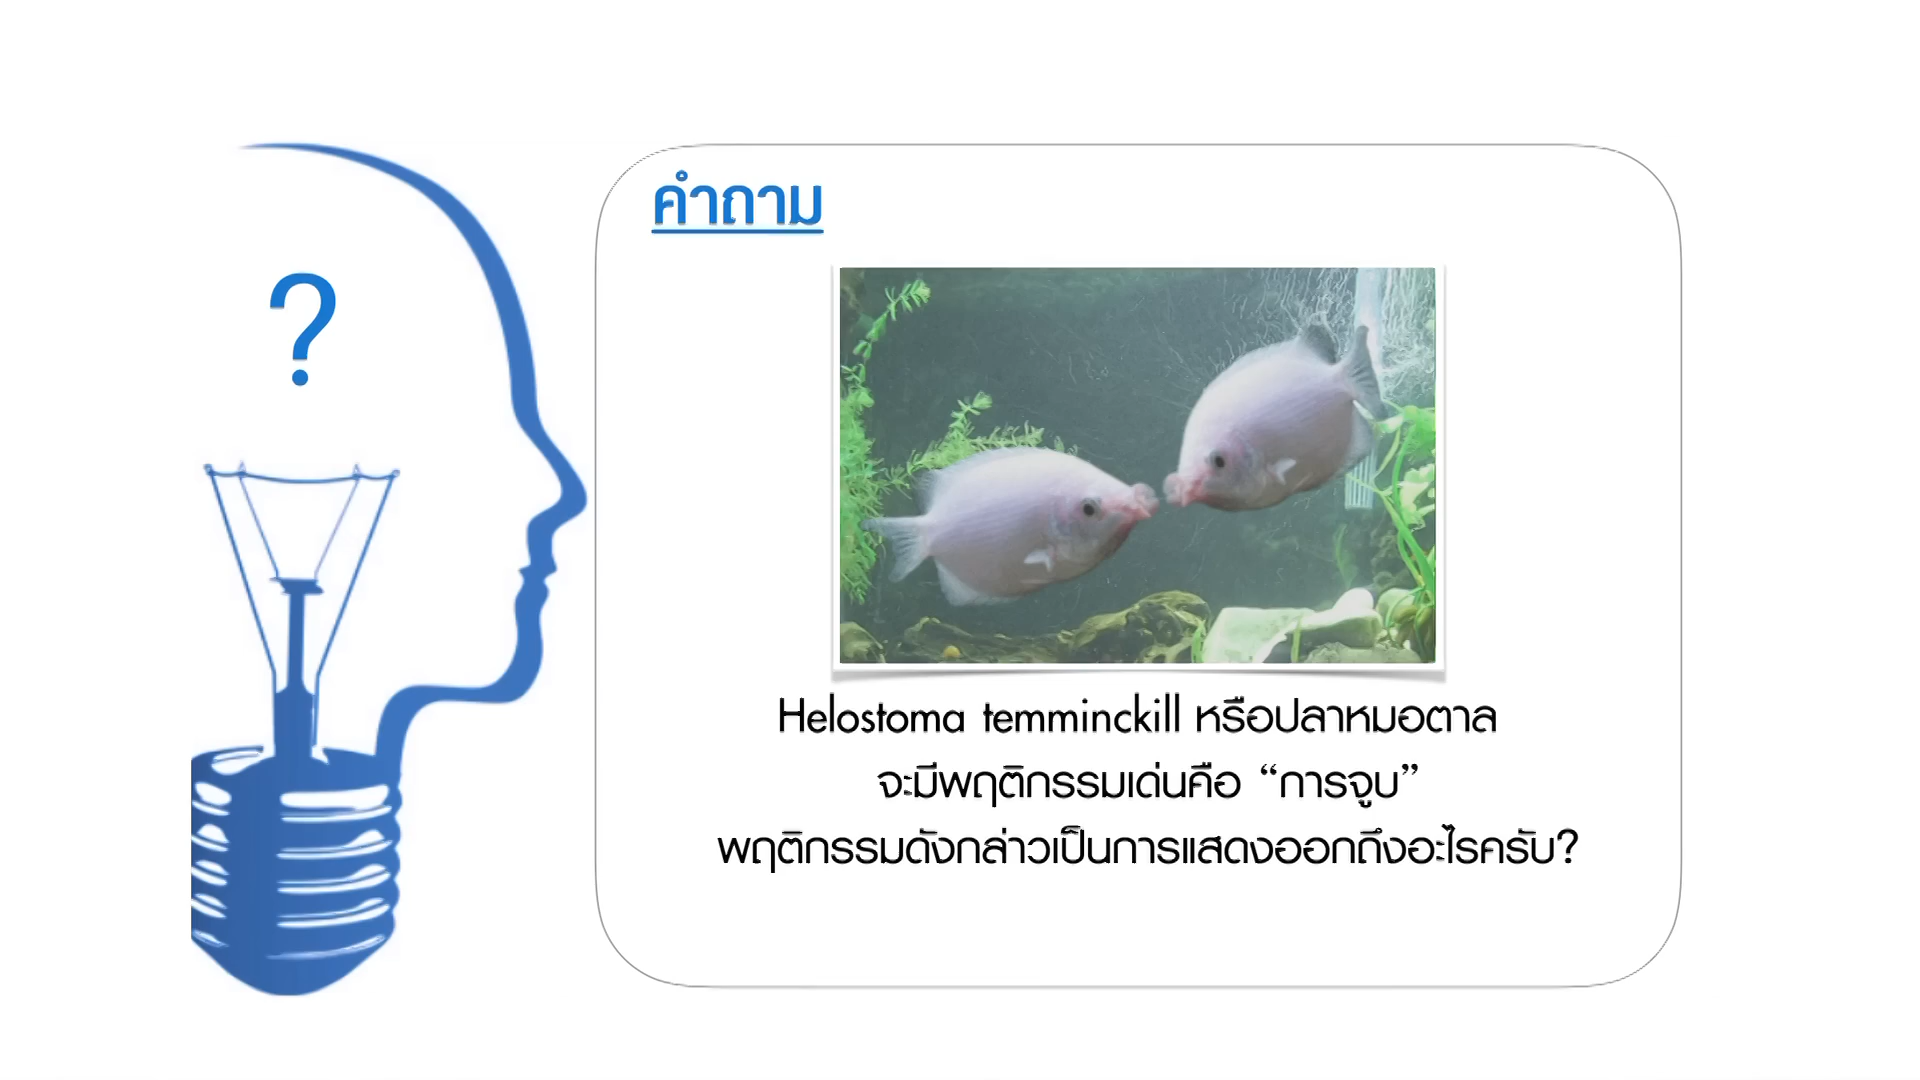 ?
คำถาม
Helostoma temminckill หรือปลาหมอตาล
จะมีพฤติกรรมเด่นคือ “การจูบ”
พฤติกรรมดังกล่าวเป็นการแสดงออกถึงอะไรครับ?